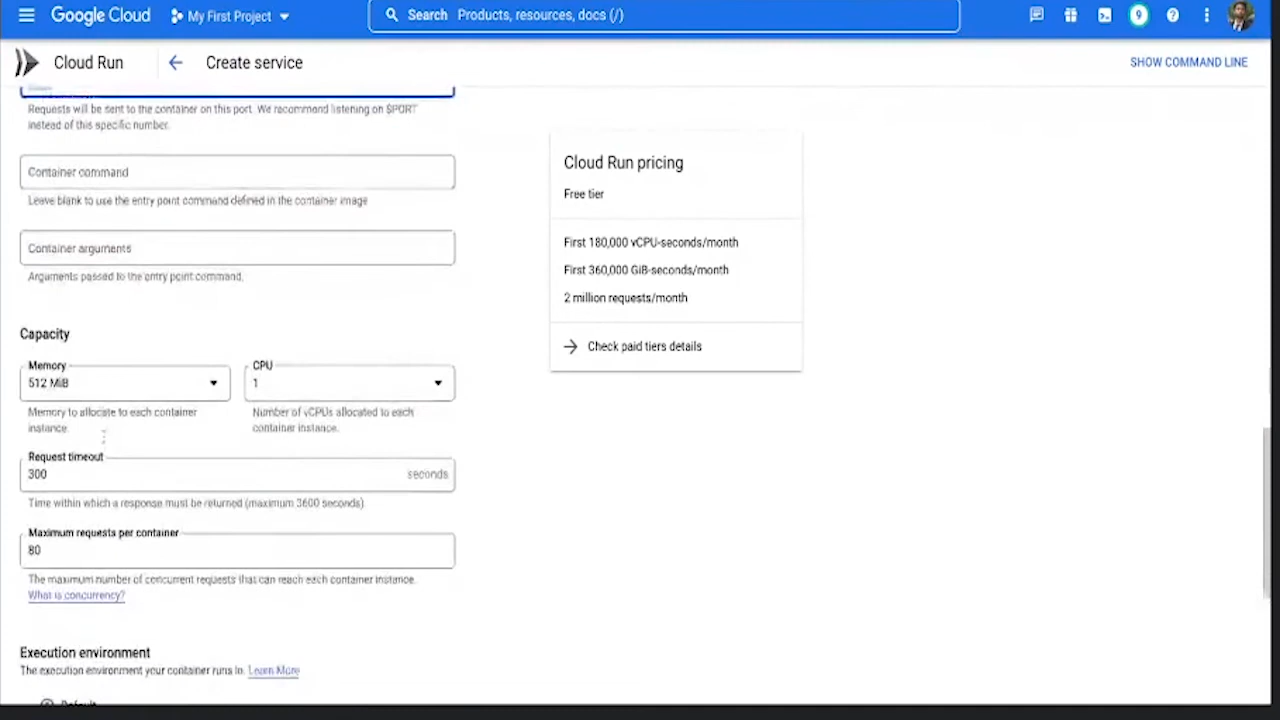 Google Cloud
My First Project
Search Products, resources, docs (/)
9
?
Cloud Run
Create service
SHOW COMMAND LINE
Requests will be sent to the container on this port. We recommend listening on $PORT
instead of this specific number.
Container command
Leave blank to use the entry point command defined in the container image
Container arguments
Arguments passed to the entry point command.
Capacity
Memory
512 MiB
CPU
1
Memory to allocate to each container
instance.
Number of vCPUs allocated to each
container instance.
Request timeout
300
seconds
Time within which a response must be returned (maximum 3600 seconds)
Maximum requests per container
80
The maximum number of concurrent requests that can reach each container instance.
What is concurrency?
Execution environment
The execution environment your container runs in. Learn More
Default
Cloud Run pricing
Free tier
First 180,000 vCPU-seconds/month
First 360,000 GiB-seconds/month
2 million requests/month
Check paid tiers details